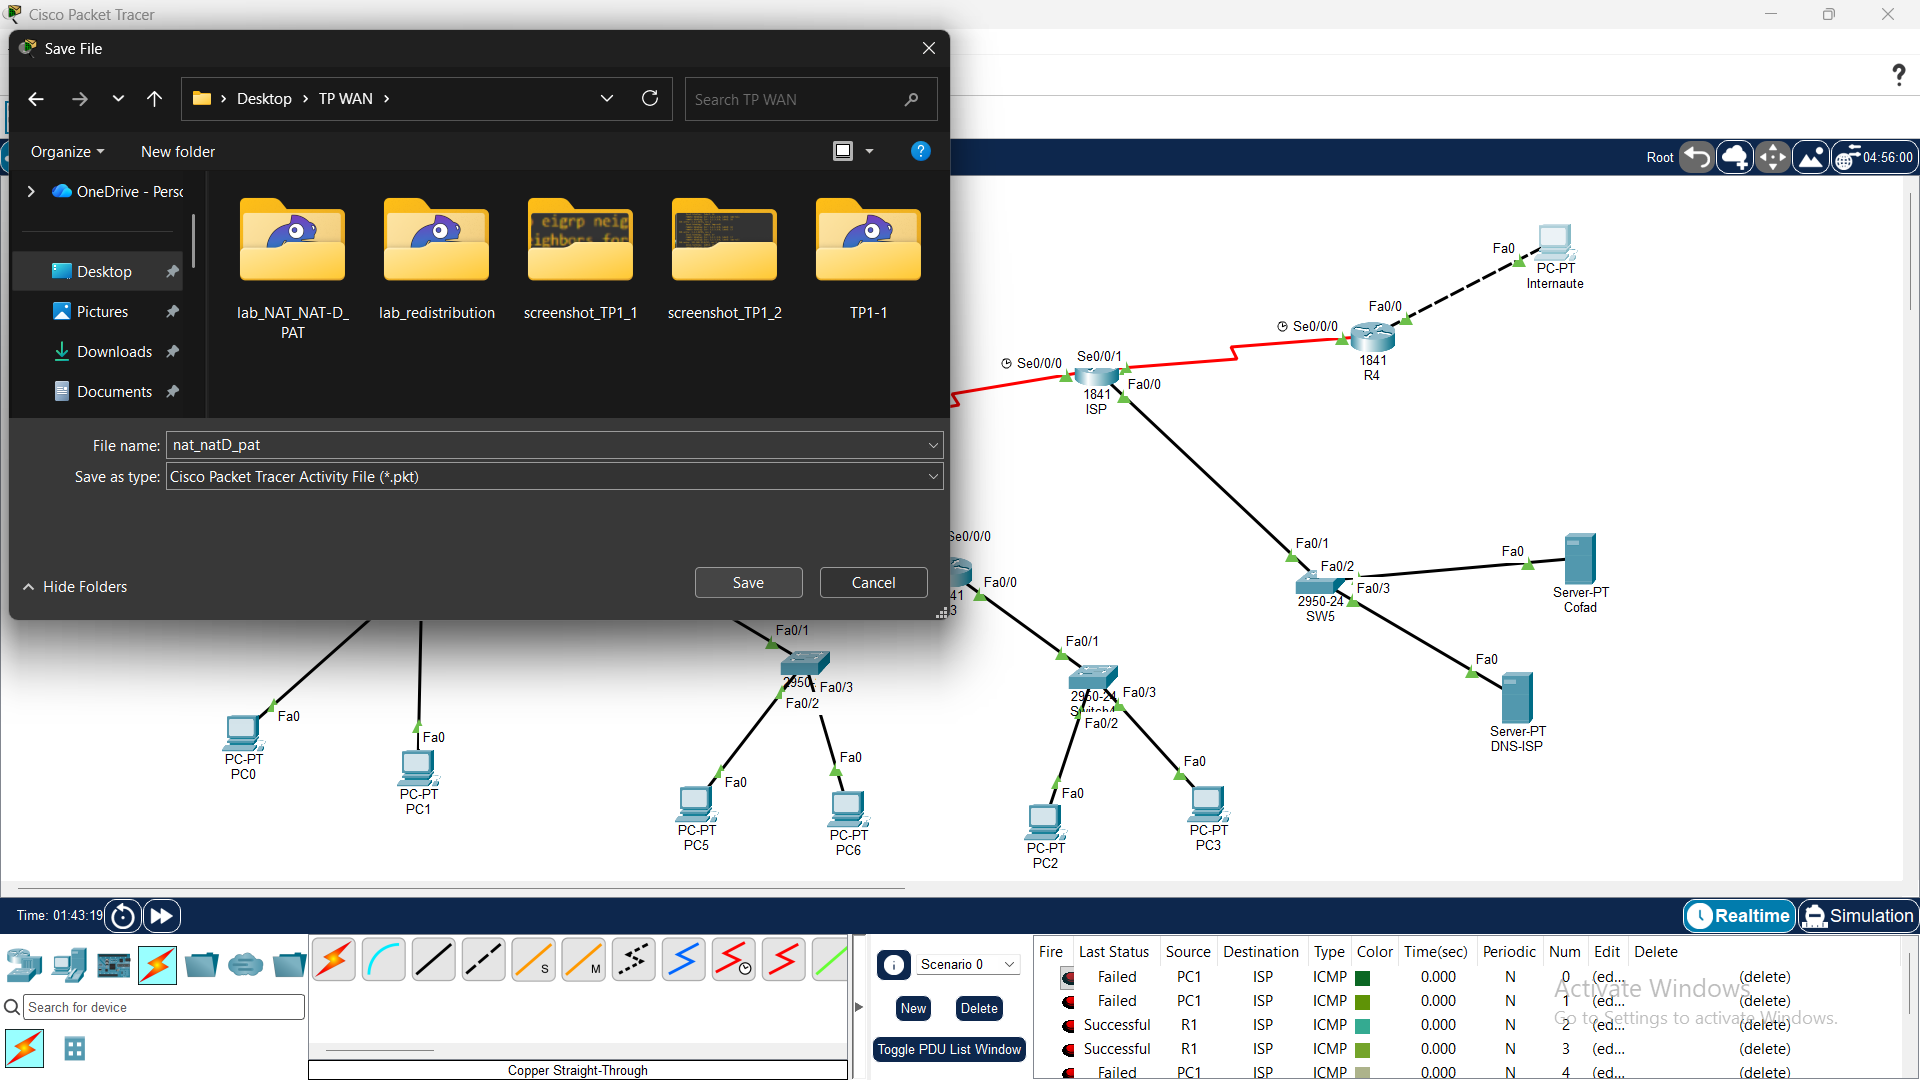 Cisco Packet Tracer
Save File
Desktop
TP WAN
Search TP WAN
Organize
New folder
OneDrive - Perso
Desktop
Pictures
Downloads
Documents
lab_NAT_NAT-D_
PAT
lab_redistribution
screenshot_TP1_1
screenshot_TP1_2
TP1-1
File name: nat_natD_pat
Save as type: Cisco Packet Tracer Activity File (*.pkt)
Hide Folders
Save
Cancel
Root
04:56:00
Fa0
PC-PT
Internaute
Fa0/0
Se0/0/0
1841
R4
Se0/0/0
Se0/0/1
Fa0/0
1841
ISP
Se0/0/0
Fa0/0
41
3
Fa0/1
Fa0/2
Fa0/3
2950-24
SW5
Fa0
Server-PT
Cofad
Fa0
Server-PT
DNS-ISP
Fa0/1
2950-
Fa0/3
Fa0/2
Fa0/1
2950-24
Switch4
Fa0/3
Fa0/2
Fa0
PC-PT
PC0
Fa0
PC-PT
PC1
Fa0
PC-PT
PC5
Fa0
PC-PT
PC6
Fa0
PC-PT
PC2
Fa0
PC-PT
PC3
Time: 01:43:19
Realtime
Simulation
Search for device
S
M
Copper Straight-Through
Scenario 0
New
Delete
Toggle PDU List Window
Fire Last Status Source Destination Type Color Time(sec) Periodic Num Edit Delete
Failed PC1 ISP ICMP 0.000 N 0 (ed... (delete)
Failed PC1 ISP ICMP 0.000 N 1 (ed... (delete)
Successful R1 ISP ICMP 0.000 N 2 (ed... (delete)
Successful R1 ISP ICMP 0.000 N 3 (ed... (delete)
Failed PC1 ISP ICMP 0.000 N 4 (ed... (delete)
Activate Windows
Go to Settings to activate Windows.